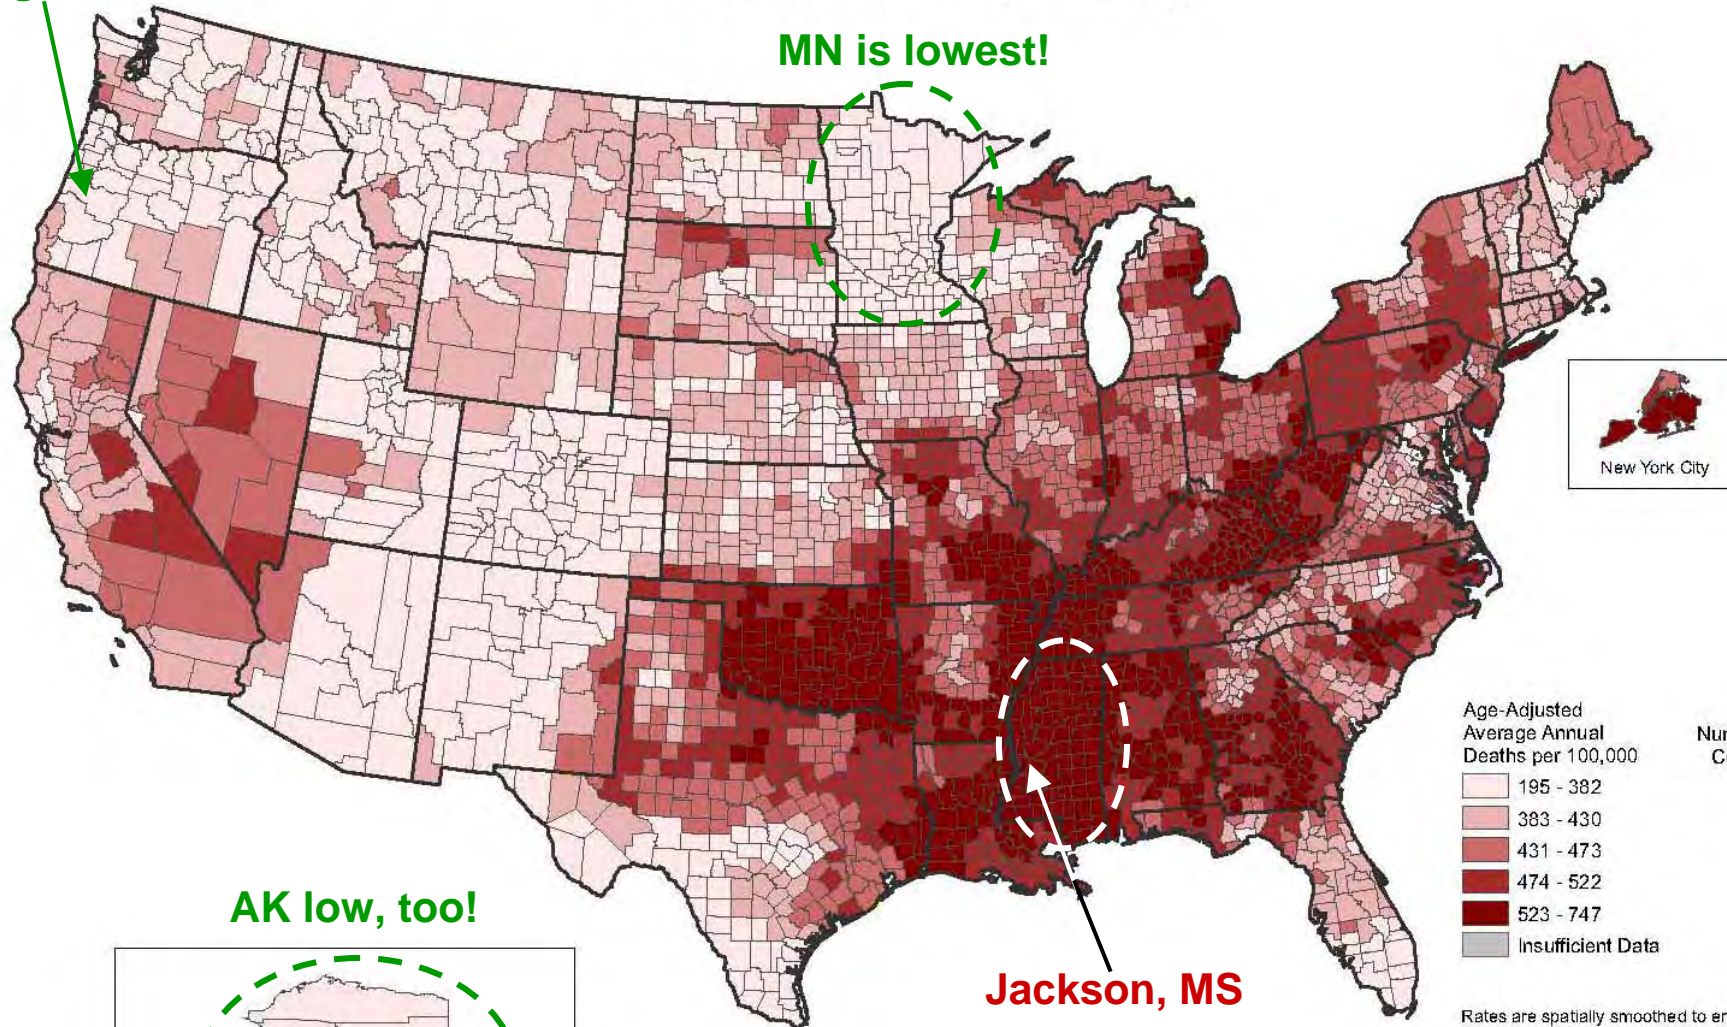 MN is lowest!
New York City
Age-Adjusted
Average Annual
Deaths per 100,000
195 - 382
383 - 430
431 - 473
474 - 522
523 - 747
Insufficient Data
AK low, too!
Jackson, MS
Rates are spatially smoothed to